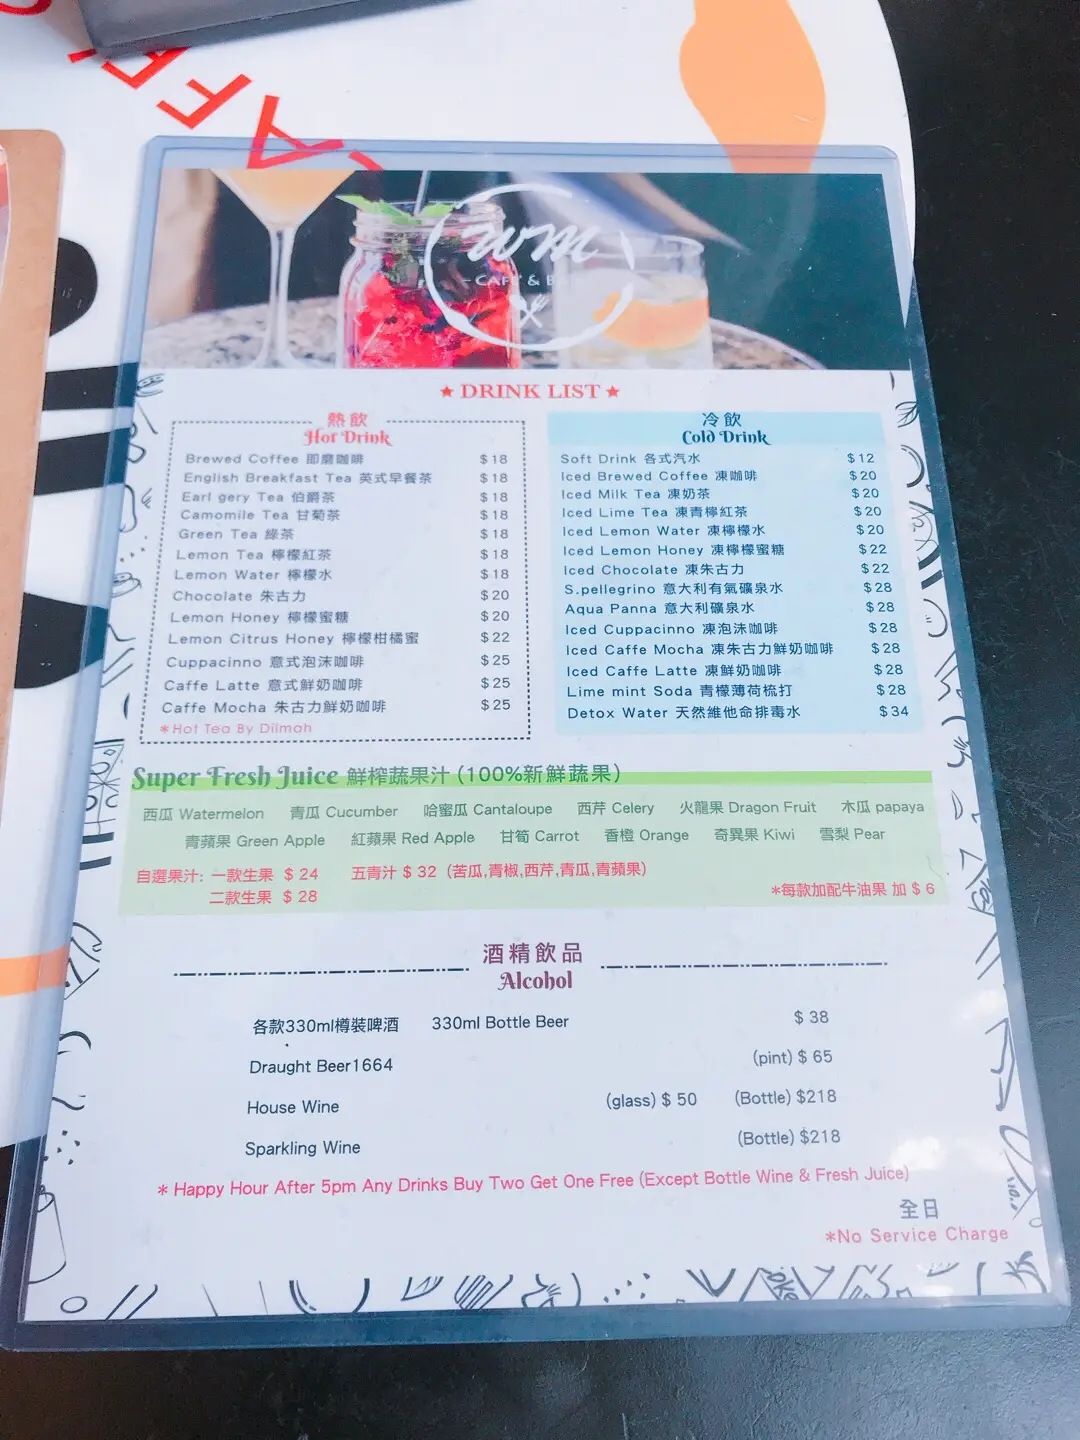 CAFE
wm
CAFE & B
★ DRINK LIST ★
熱飲
Hot Drink
Brewed Coffee 即磨咖啡 $18
English Breakfast Tea 英式早餐茶 $18
Earl gery Tea 伯爵茶 $18
Camomile Tea 甘菊茶 $18
Green Tea 綠茶 $18
Lemon Tea 檸檬紅茶 $18
Lemon Water 檸檬水 $18
Chocolate 朱古力 $20
Lemon Honey 檸檬蜜糖 $20
Lemon Citrus Honey 檸檬柑橘蜜 $22
Cuppacinno 意式泡沫咖啡 $25
Caffe Latte 意式鮮奶咖啡 $25
Caffe Mocha 朱古力鮮奶咖啡 $25
*Hot Tea By Dilmah
冷飲
Cold Drink
Soft Drink 各式汽水 $12
Iced Brewed Coffee 凍咖啡 $20
Iced Milk Tea 凍奶茶 $20
Iced Lime Tea 凍青檸紅茶 $20
Iced Lemon Water 凍檸檬水 $20
Iced Lemon Honey 凍檸檬蜜糖 $22
Iced Chocolate 凍朱古力 $22
S.pellegrino 意大利有氣礦泉水 $28
Aqua Panna 意大利礦泉水 $28
Iced Cuppacinno 凍泡沫咖啡 $28
Iced Caffe Mocha 凍朱古力鮮奶咖啡 $28
Iced Caffe Latte 凍鮮奶咖啡 $28
Lime mint Soda 青檬薄荷梳打 $28
Detox Water 天然維他命排毒水 $34
Super Fresh Juice 鮮榨蔬果汁 (100%新鮮蔬果)
西瓜 Watermelon 青瓜 Cucumber 哈蜜瓜 Cantaloupe 西芹 Celery 火龍果 Dragon Fruit 木瓜 papaya
青蘋果 Green Apple 紅蘋果 Red Apple 甘筍 Carrot 香橙 Orange 奇異果 Kiwi 雪梨 Pear
自選果汁: 一款生果 $ 24 五青汁 $ 32 (苦瓜,青椒,西芹,青瓜,青蘋果)
二款生果 $ 28 *每款加配牛油果 加 $ 6
酒精飲品
Alcohol
各款330ml樽裝啤酒 330ml Bottle Beer $ 38
Draught Beer1664 (pint) $ 65
House Wine (glass) $ 50 (Bottle) $218
Sparkling Wine (Bottle) $218
* Happy Hour After 5pm Any Drinks Buy Two Get One Free (Except Bottle Wine & Fresh Juice)
全日
*No Service Charge